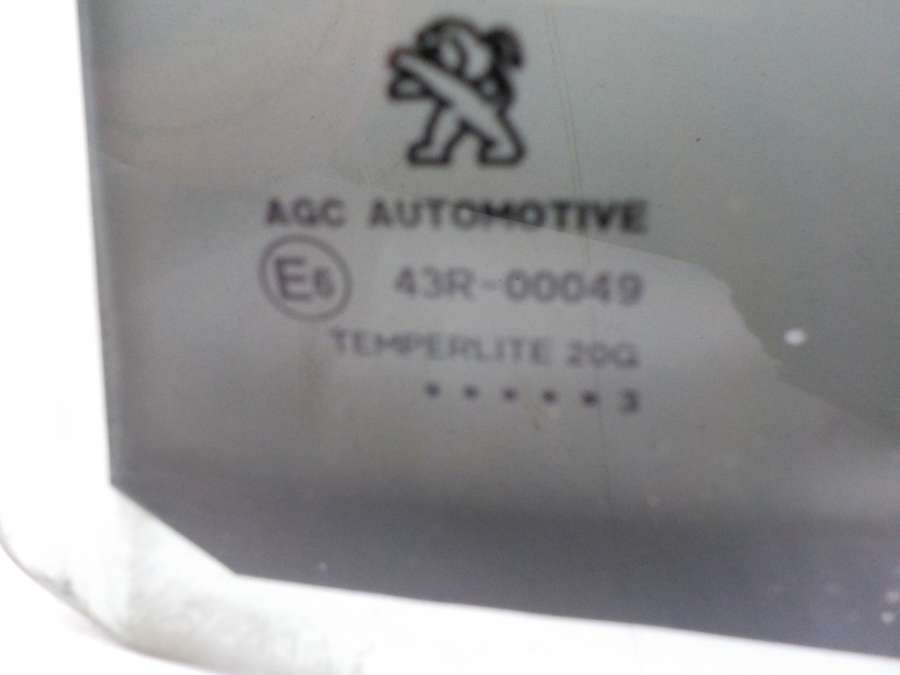 AGC AUTOMOTIVE
E6 43R-00049
TEMPERLITE 20G
• • • • • 3